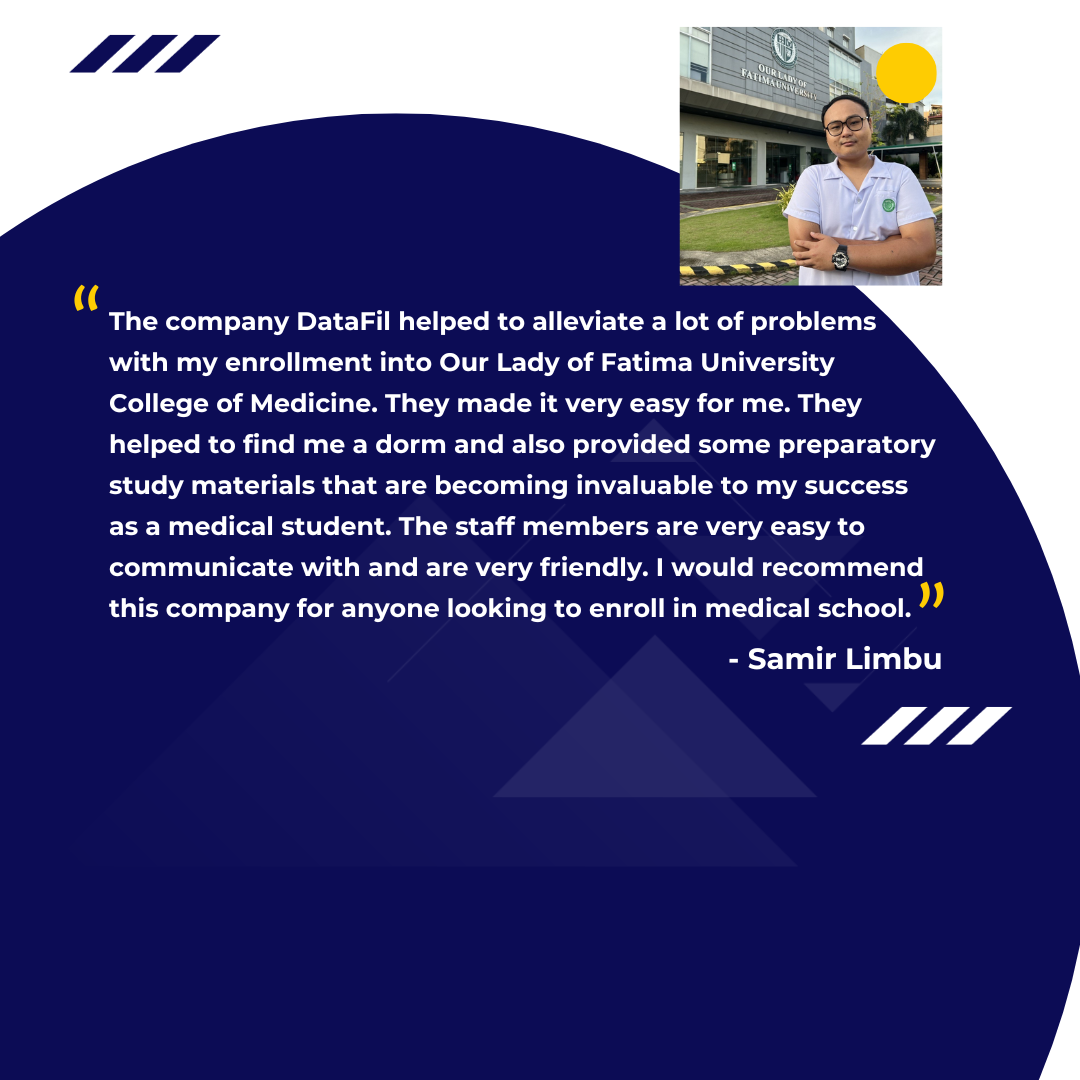 OUR LADY OF
FATIMA UNIVERSITY
“ The company DataFil helped to alleviate a lot of problems
with my enrollment into Our Lady of Fatima University
College of Medicine. They made it very easy for me. They
helped to find me a dorm and also provided some preparatory
study materials that are becoming invaluable to my success
as a medical student. The staff members are very easy to
communicate with and are very friendly. I would recommend
this company for anyone looking to enroll in medical school. ”
- Samir Limbu